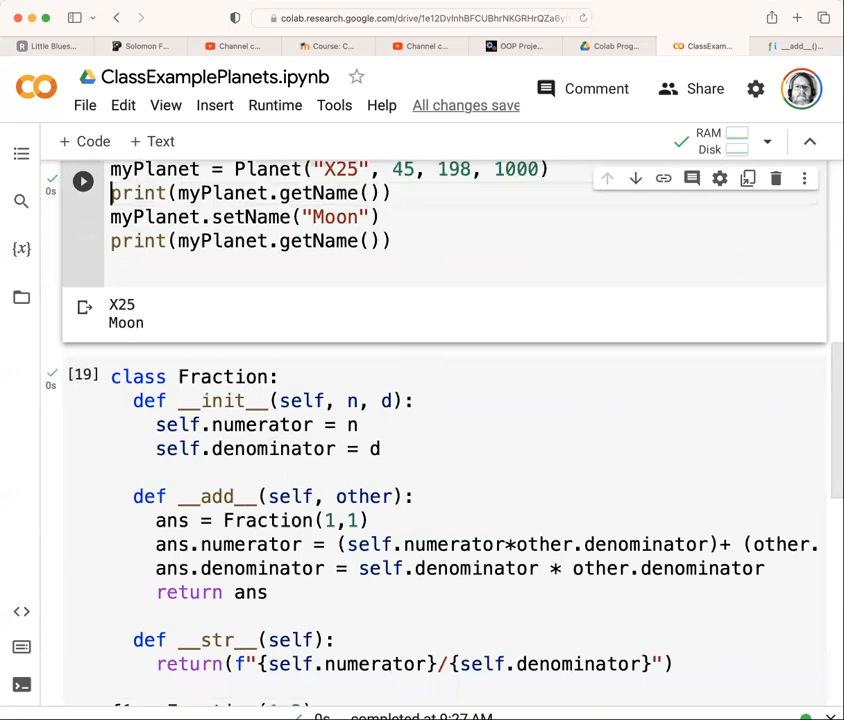 colab.research.google.com/drive/1e12DvlnhBFCUBhrNKGRHrQZa6y
Little Blues... Solomon F... Channel c... Course: C... Channel c... OOP Proje... Colab Prog... ClassExam... __add__()...
ClassExamplePlanets.ipynb
Comment Share
File Edit View Insert Runtime Tools Help All changes save
+ Code + Text RAM Disk
myPlanet = Planet("X25", 45, 198, 1000)
0s print(myPlanet.getName())
myPlanet.setName("Moon")
print(myPlanet.getName())
{x}
X25
Moon
[19] class Fraction:
0s
def __init__(self, n, d):
self.numerator = n
self.denominator = d
def __add__(self, other):
ans = Fraction(1,1)
ans.numerator = (self.numerator*other.denominator)+ (other.
ans.denominator = self.denominator * other.denominator
return ans
def __str__(self):
return(f"{self.numerator}/{self.denominator}")
0s completed at 9:27 AM